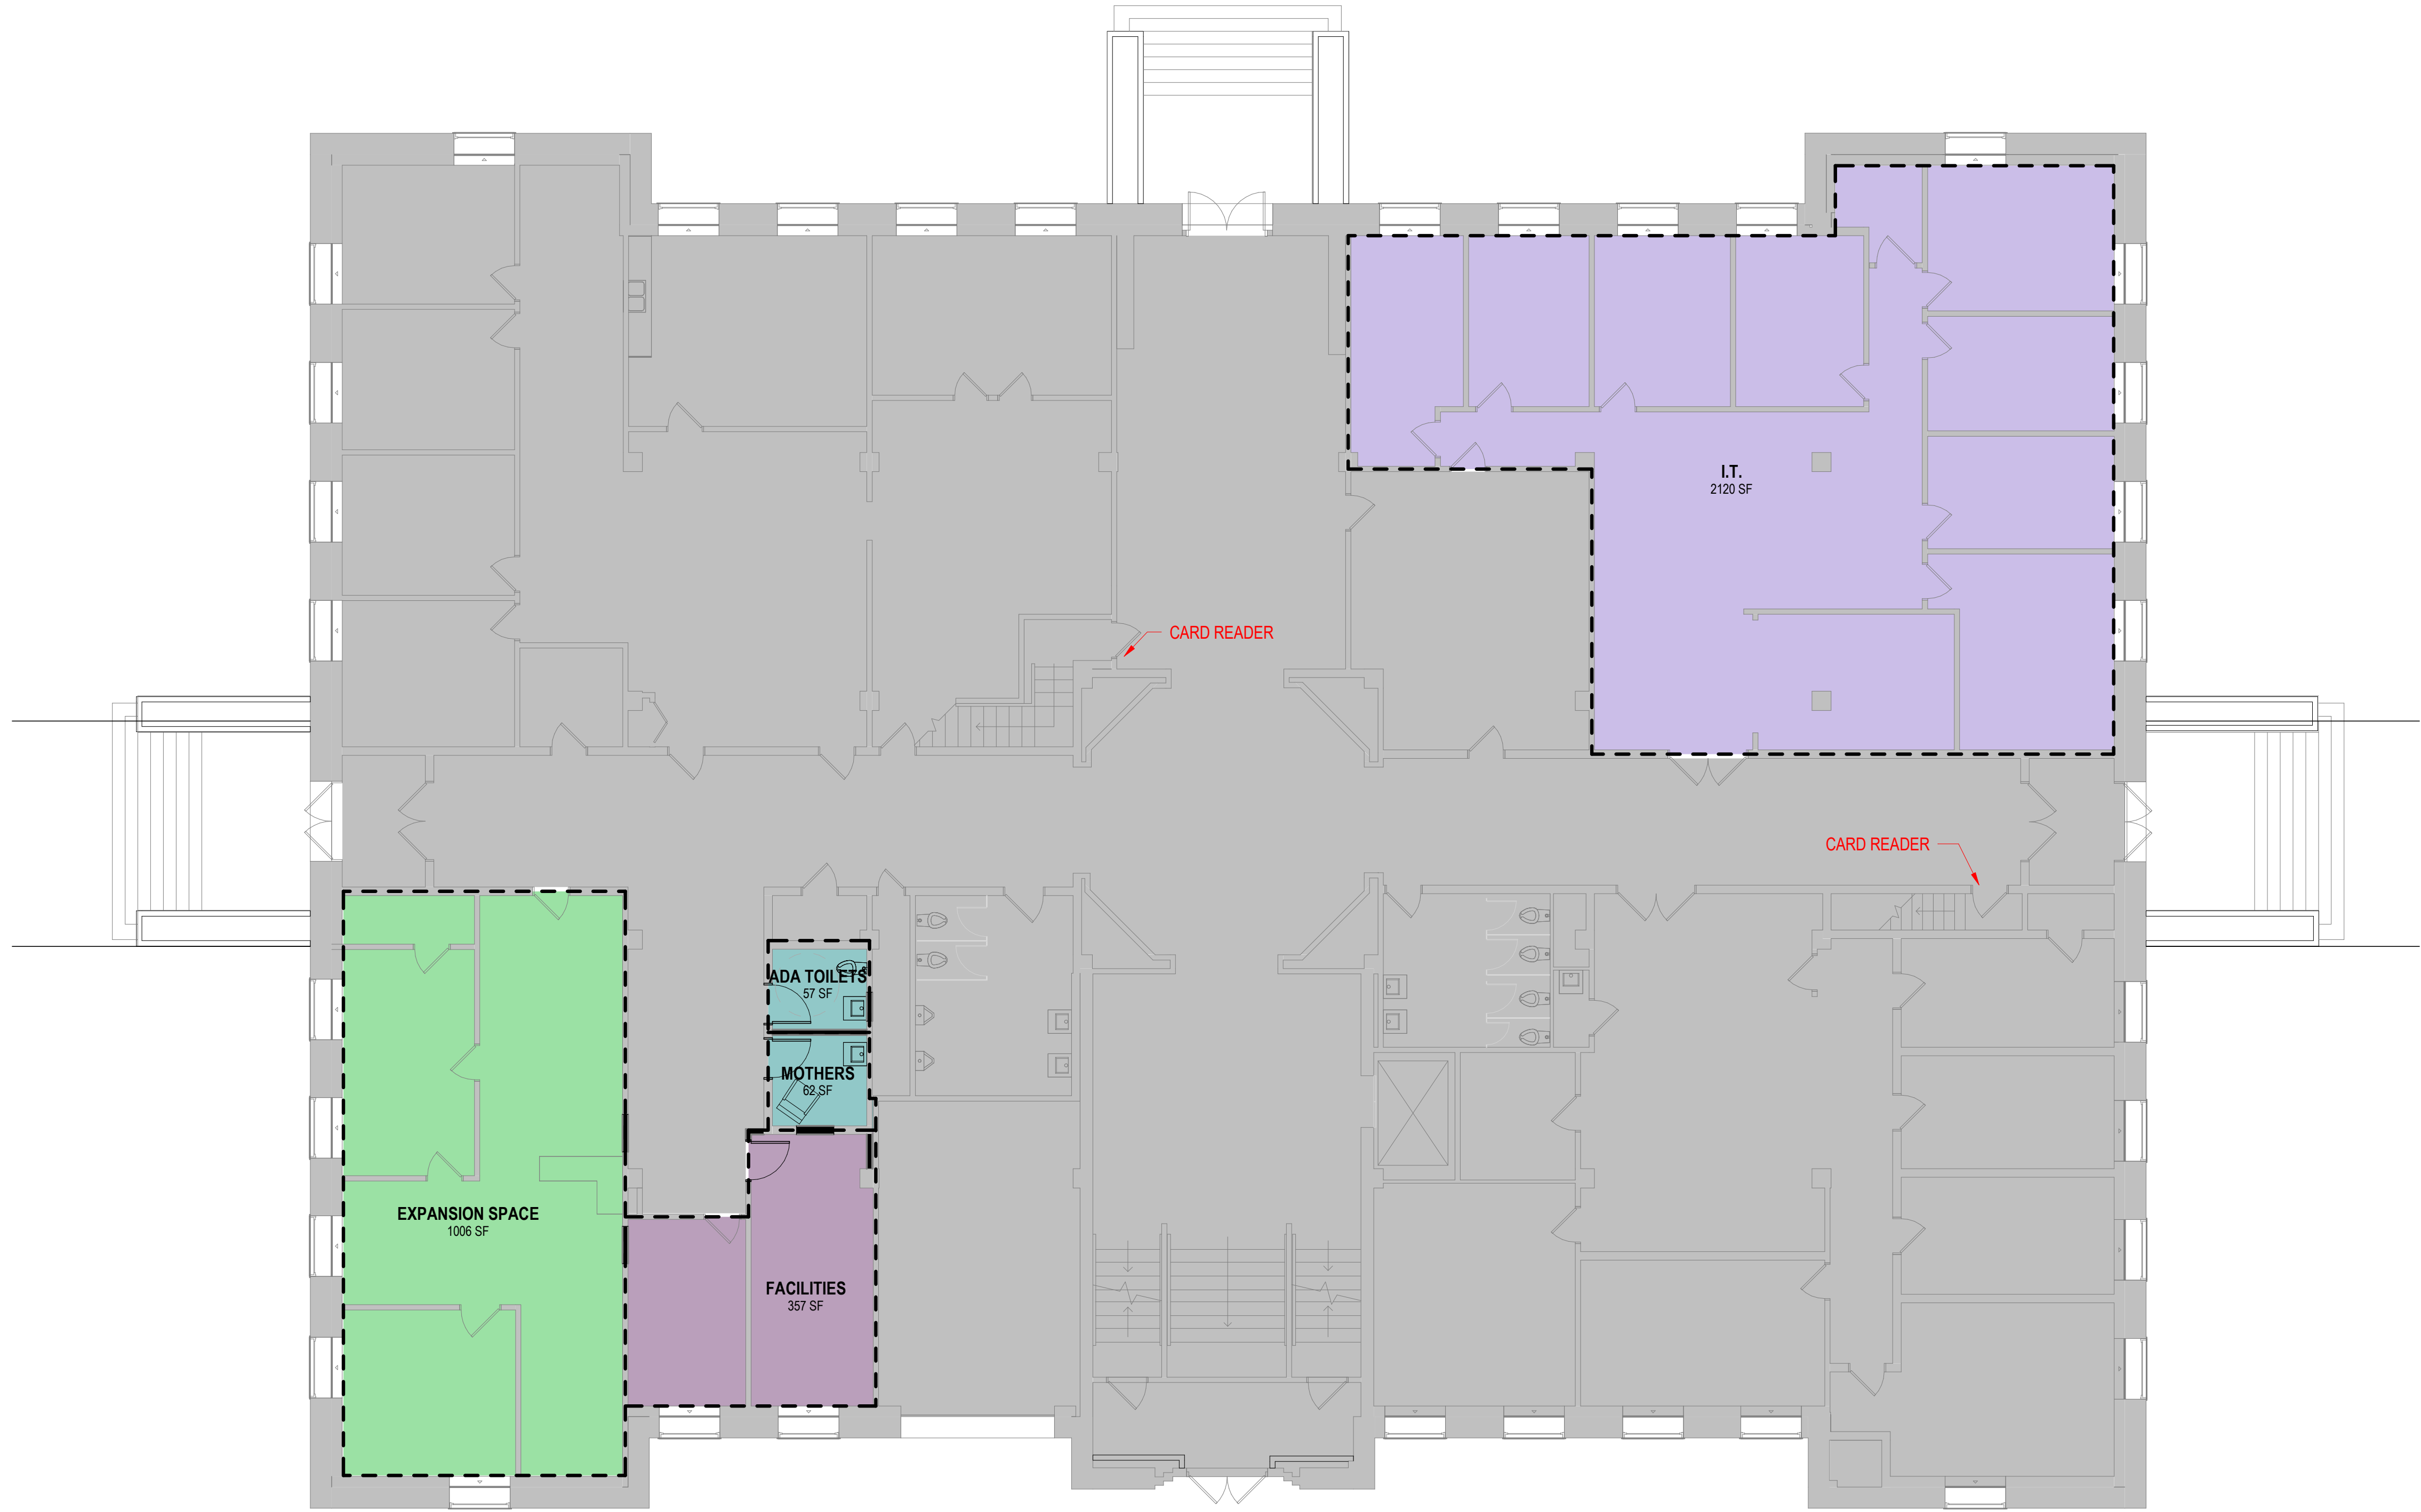 I.T.
2120 SF
CARD READER
CARD READER
ADA TOILETS
57 SF
MOTHERS
62 SF
EXPANSION SPACE
1006 SF
FACILITIES
357 SF